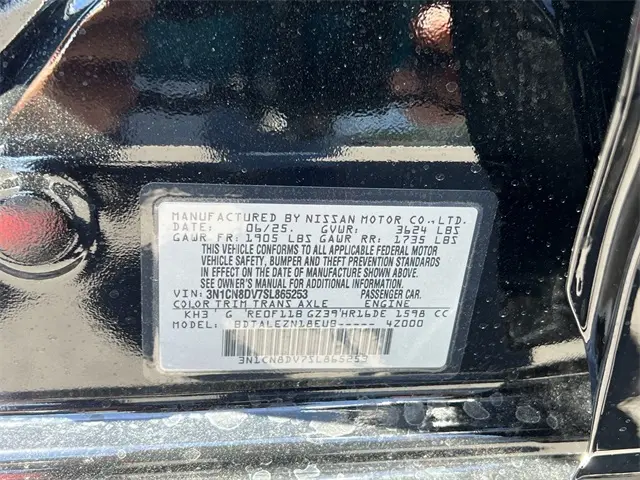 MANUFACTURED BY NISSAN MOTOR CO.,LTD.
DATE: 06/25. GVWR: 3624 LBS
GAWR FR: 1905 LBS GAWR RR: 1735 LBS
THIS VEHICLE CONFORMS TO ALL APPLICABLE FEDERAL MOTOR
VEHICLE SAFETY, BUMPER AND THEFT PREVENTION STANDARDS
IN EFFECT ON THE DATE OF MANUFACTURE SHOWN ABOVE.
SEE OWNER'S MANUAL FOR ADDITIONAL INFORMATION.
VIN: 3N1CN8DV7SL865253 PASSENGER CAR.
COLOR TRIM TRANS AXLE ENGINE
KH3 G RE0F11B GZ39 HR16DE 1598 CC
MODEL: BDTALEZN18EUB----- 4Z000
3N1CN8DV7SL865253